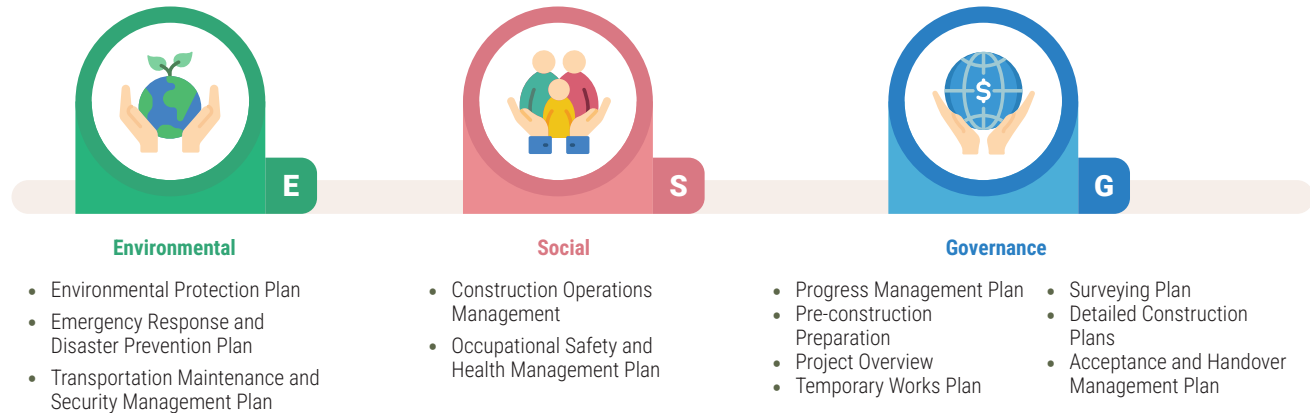 $
E
S
G
Environmental
• Environmental Protection Plan
• Emergency Response and
Disaster Prevention Plan
• Transportation Maintenance and
Security Management Plan
Social
• Construction Operations
Management
• Occupational Safety and
Health Management Plan
Governance
• Progress Management Plan
• Pre-construction
Preparation
• Project Overview
• Temporary Works Plan
• Surveying Plan
• Detailed Construction
Plans
• Acceptance and Handover
Management Plan